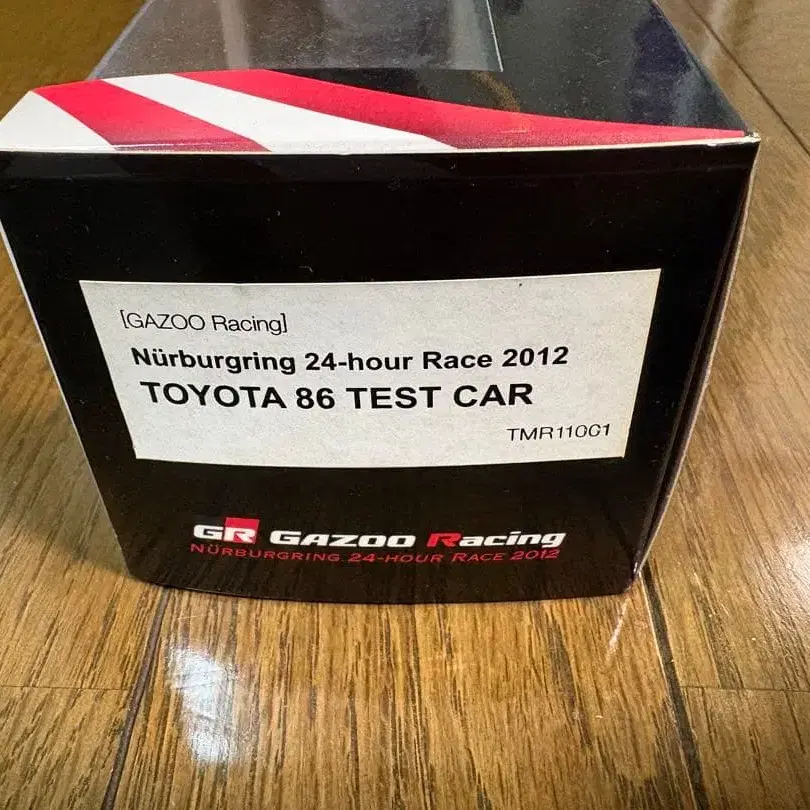 [GAZOO Racing]
Nürburgring 24-hour Race 2012
TOYOTA 86 TEST CAR
TMR11001
GR GAZOO Racing
NÜRBURGRING 24-HOUR RACE 2012